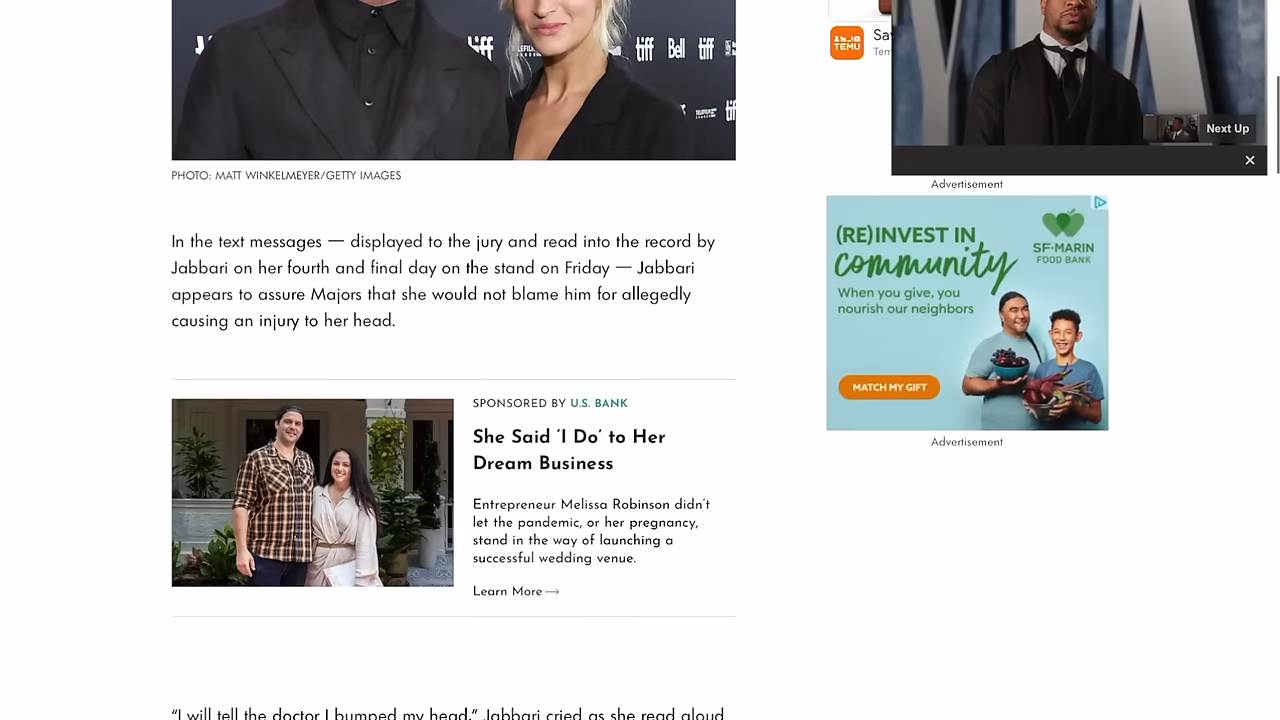 tiff
Bell
tiff
tiff
TEMU
Next Up
PHOTO: MATT WINKELMEYER/GETTY IMAGES
In the text messages — displayed to the jury and read into the record by
Jabbari on her fourth and final day on the stand on Friday — Jabbari
appears to assure Majors that she would not blame him for allegedly
causing an injury to her head.
SPONSORED BY U.S. BANK
She Said ‘I Do’ to Her
Dream Business
Entrepreneur Melissa Robinson didn’t
let the pandemic, or her pregnancy,
stand in the way of launching a
successful wedding venue.
Learn More→
“I will tell the doctor I bumped my head,” Jabbari cried as she read aloud
Advertisement
(RE)INVEST IN
community
SF-MARIN
FOOD BANK
When you give, you
nourish our neighbors
MATCH MY GIFT
Advertisement